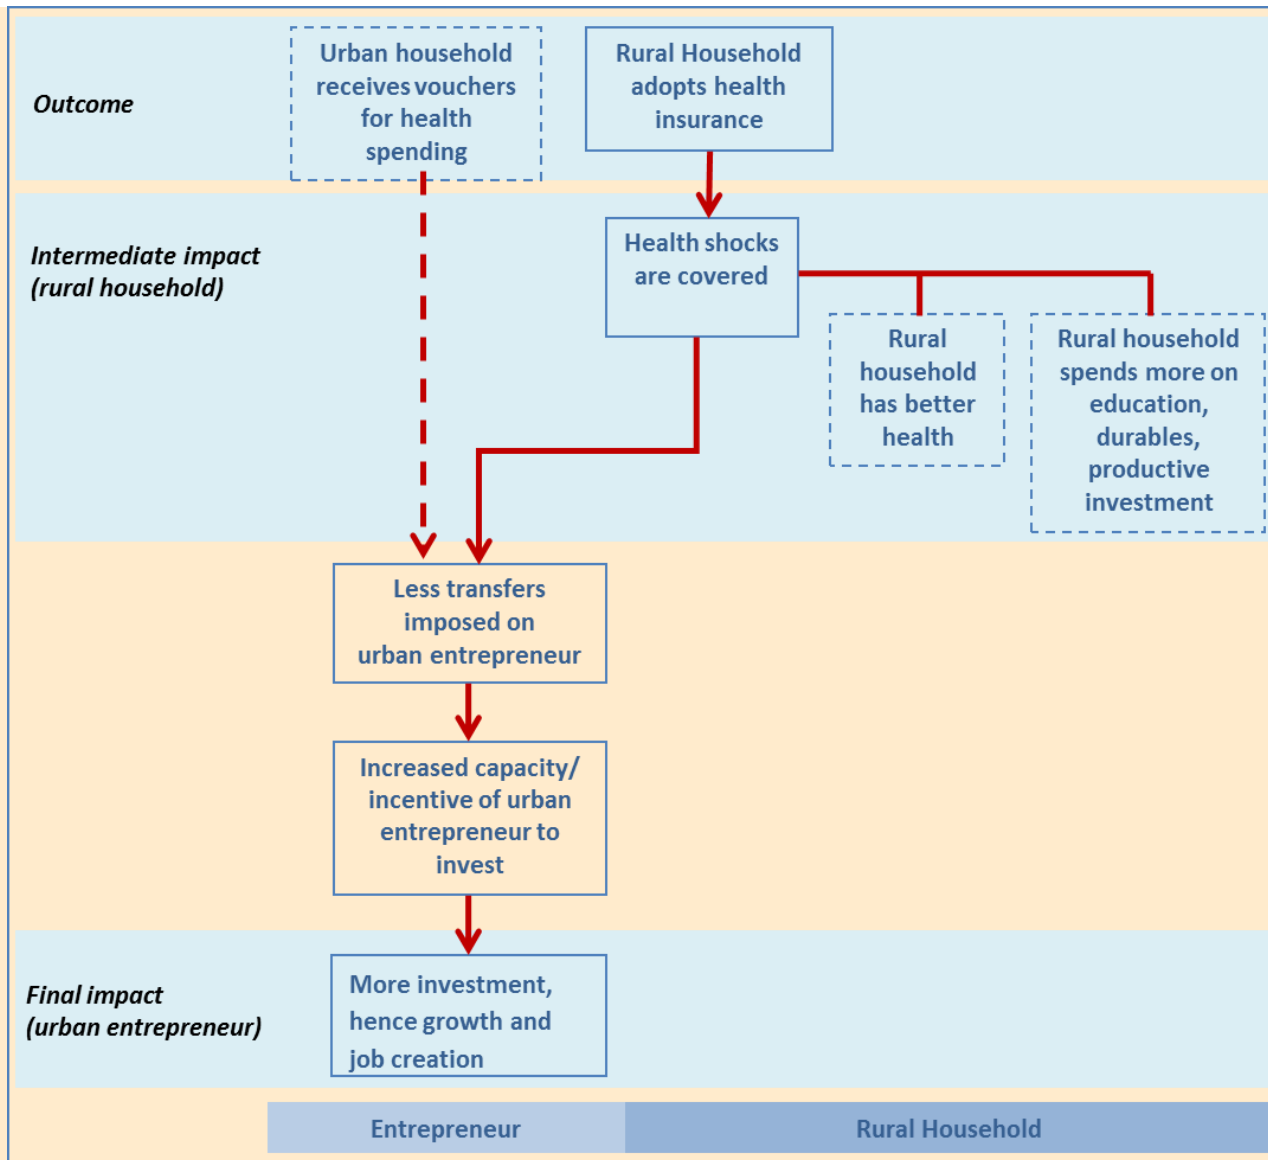 Outcome
Urban household
receives vouchers
for health
spending
Rural Household
adopts health
insurance
Intermediate impact
(rural household)
Health shocks
are covered
Rural
household
has better
health
Rural household
spends more on
education,
durables,
productive
investment
Less transfers
imposed on
urban entrepreneur
Increased capacity/
incentive of urban
entrepreneur to
invest
Final impact
(urban entrepreneur)
More investment,
hence growth and
job creation
Entrepreneur
Rural Household